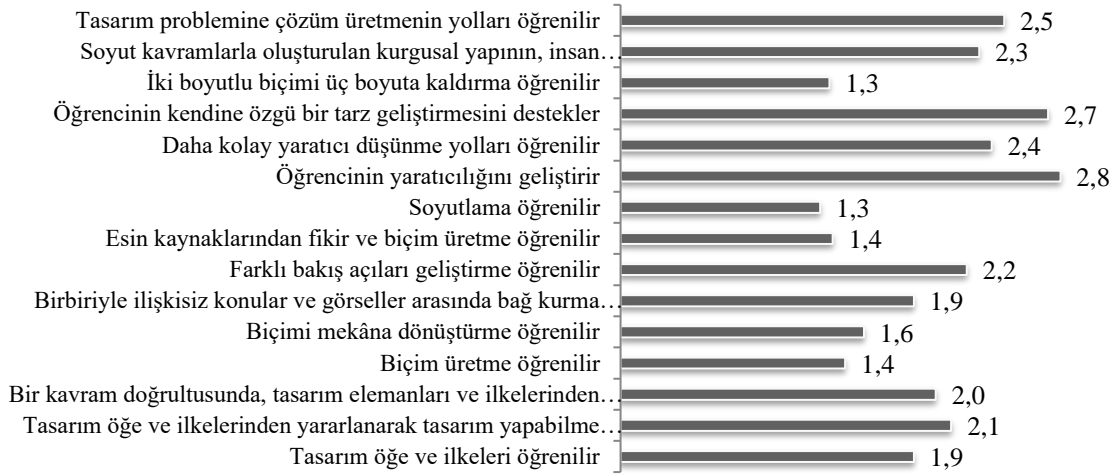 Tasarım problemine çözüm üretmenin yolları öğrenilir 2,5
Soyut kavramlarla oluşturulan kurgusal yapının, insan… 2,3
İki boyutlu biçimi üç boyuta kaldırma öğrenilir 1,3
Öğrencinin kendine özgü bir tarz geliştirmesini destekler 2,7
Daha kolay yaratıcı düşünme yolları öğrenilir 2,4
Öğrencinin yaratıcılığını geliştirir 2,8
Soyutlama öğrenilir 1,3
Esin kaynaklarından fikir ve biçim üretme öğrenilir 1,4
Farklı bakış açıları geliştirme öğrenilir 2,2
Birbiriyle ilişkisiz konular ve görseller arasında bağ kurma… 1,9
Biçimi mekâna dönüştürme öğrenilir 1,6
Biçim üretme öğrenilir 1,4
Bir kavram doğrultusunda, tasarım elemanları ve ilkelerinden… 2,0
Tasarım öğe ve ilkelerinden yararlanarak tasarım yapabilme… 2,1
Tasarım öğe ve ilkeleri öğrenilir 1,9